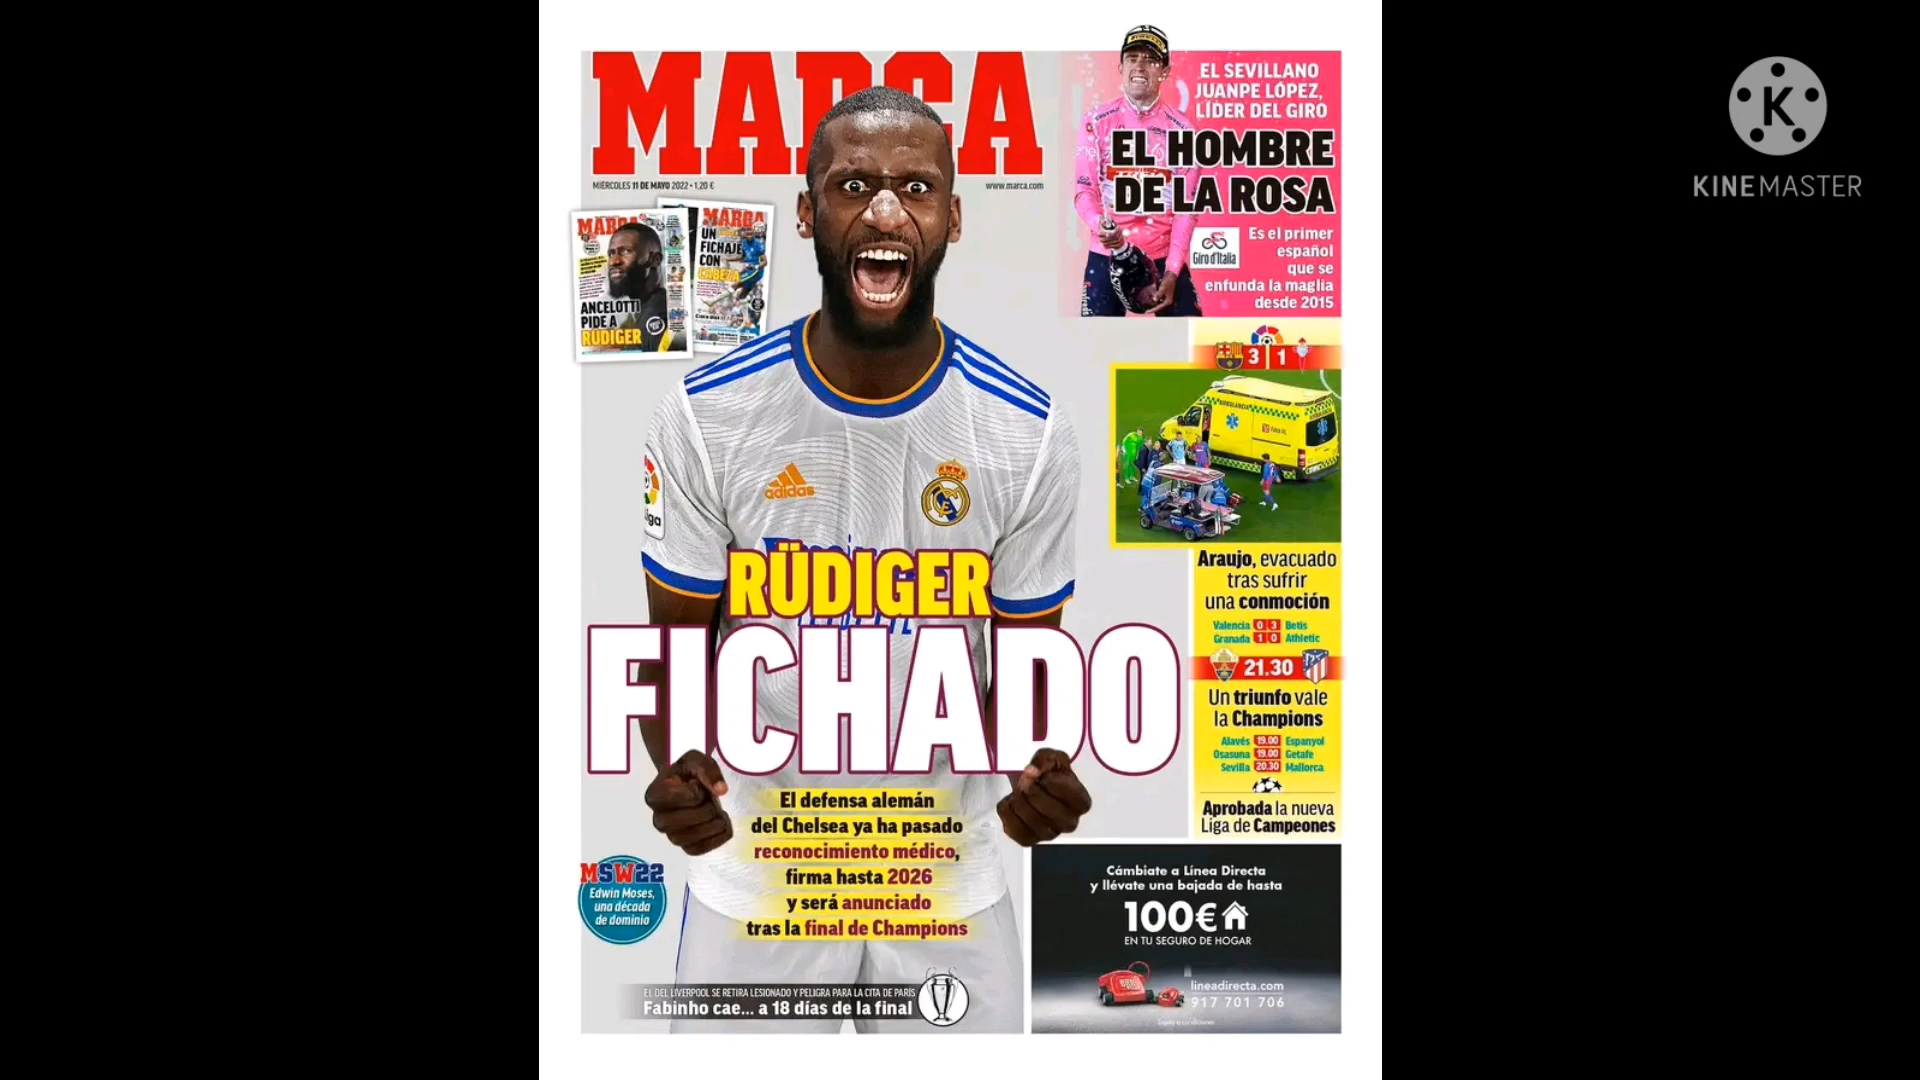 MARCA
MIÉRCOLES 11 DE MAYO 2022 • 1,20 €
www.marca.com
MARCA
ANCELOTTI
PIDE A
RÜDIGER
MARCA
UN
FICHAJE
CON
CABEZA
EL SEVILLANO
JUANPE LÓPEZ,
LÍDER DEL GIRO
EL HOMBRE
DE LA ROSA
Giro d'Italia
Es el primer
español
que se
enfunda la maglia
desde 2015
KINEMASTER
3 1
AMBULANCIA
Araujo, evacuado
tras sufrir
una conmoción
Valencia 0 3 Betis
Granada 1 0 Athletic
21.30
Un triunfo vale
la Champions
Alavés 19.00 Espanyol
Osasuna 19.00 Getafe
Sevilla 20.30 Mallorca
Aprobada la nueva
Liga de Campeones
adidas
RÜDIGER
FICHADO
El defensa alemán
del Chelsea ya ha pasado
reconocimiento médico,
firma hasta 2026
y será anunciado
tras la final de Champions
MSW22
Edwin Moses,
una década
de dominio
EL DEL LIVERPOOL SE RETIRA LESIONADO Y PELIGRA PARA LA CITA DE PARÍS
Fabinho cae... a 18 días de la final
Cámbiate a Línea Directa
y llévate una bajada de hasta
100€
EN TU SEGURO DE HOGAR
lineadirecta.com
917 701 706